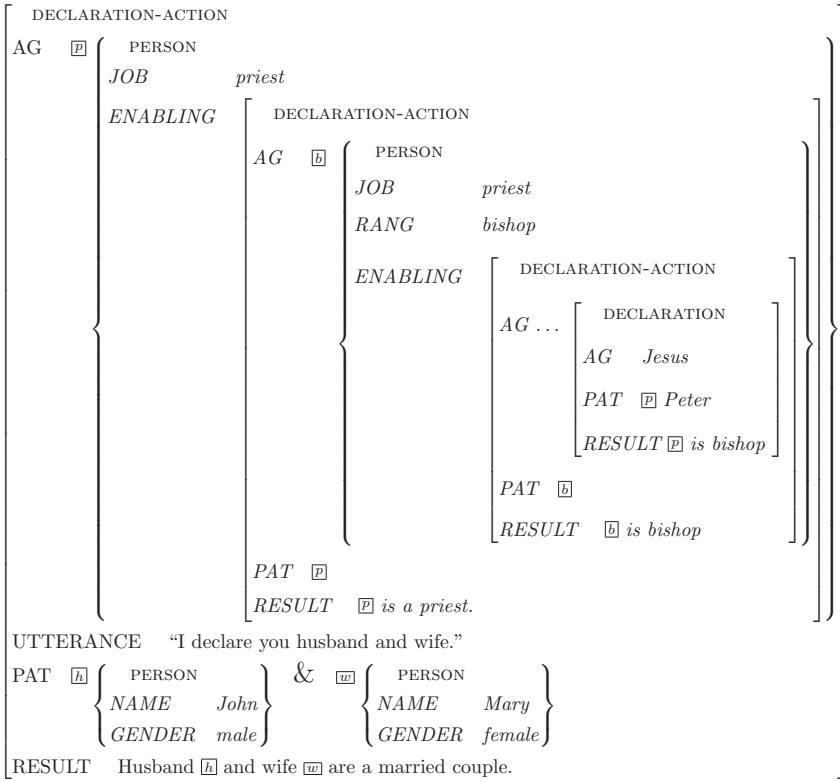 DECLARATION-ACTION
AG p PERSON
JOB priest
ENABLING DECLARATION-ACTION
AG b PERSON
JOB priest
RANG bishop
ENABLING DECLARATION-ACTION
AG ... DECLARATION
AG Jesus
PAT p Peter
RESULT p is bishop
PAT b
RESULT b is bishop
PAT p
RESULT p is a priest.
UTTERANCE “I declare you husband and wife.”
PAT h PERSON & w PERSON
NAME John NAME Mary
GENDER male GENDER female
RESULT Husband h and wife w are a married couple.